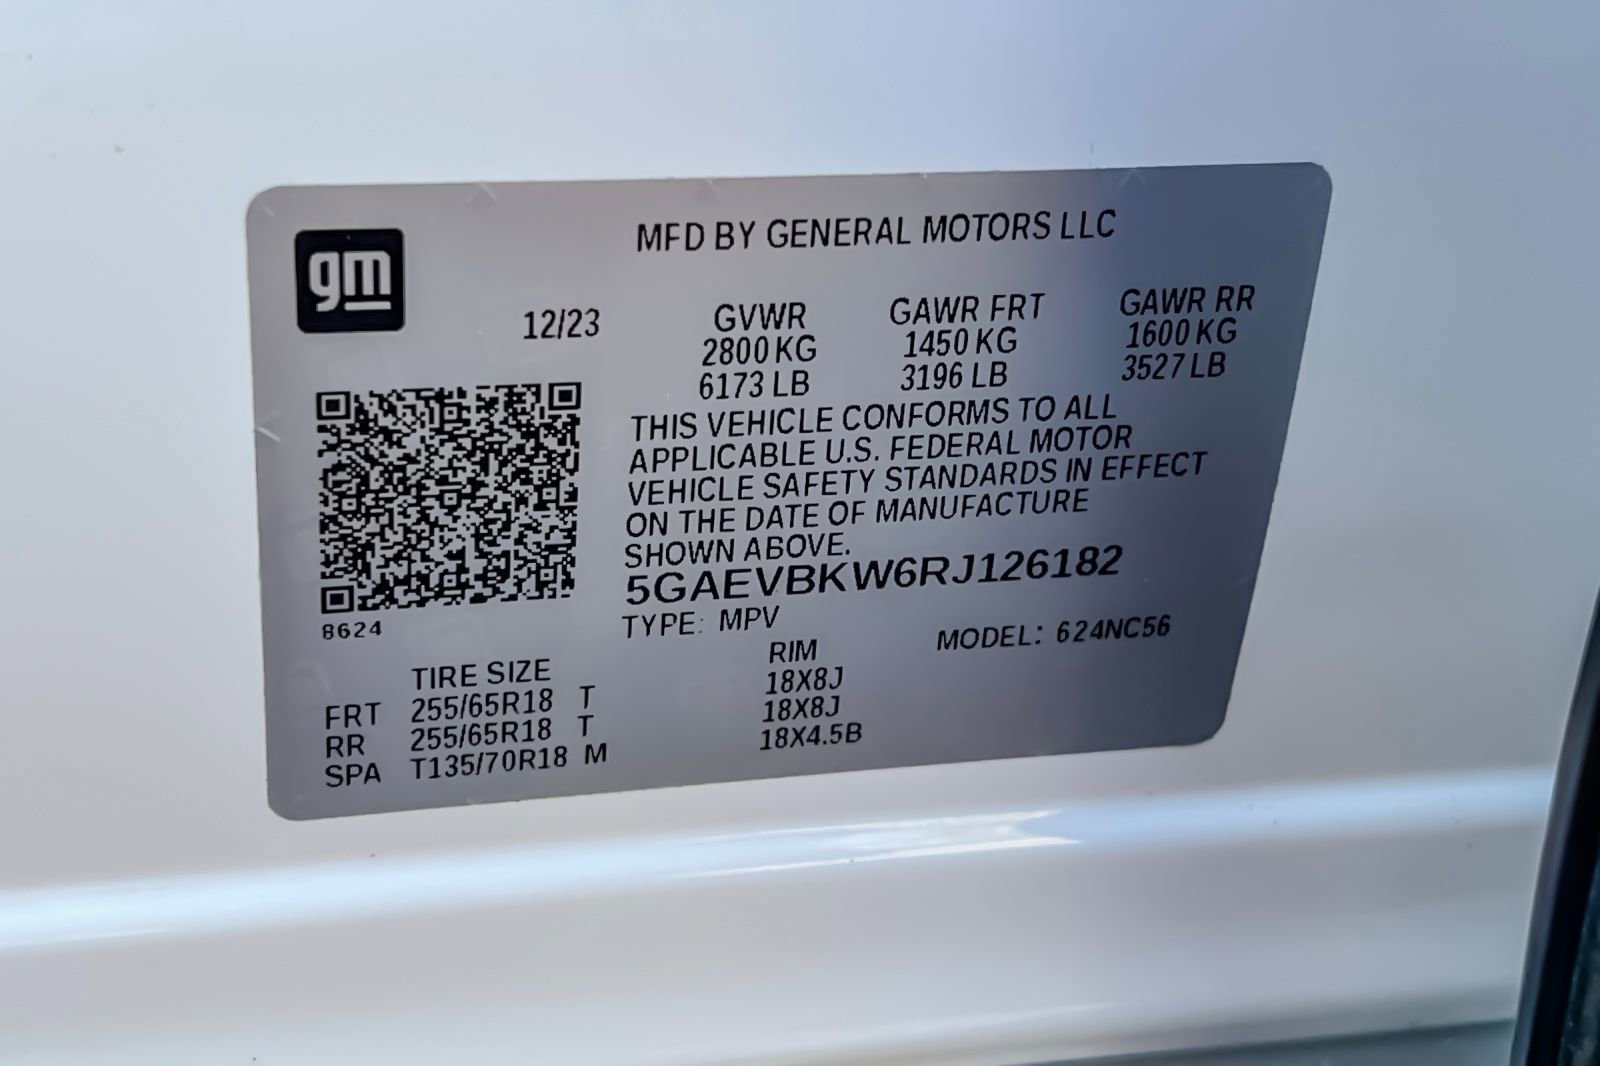 gm
MFD BY GENERAL MOTORS LLC
12/23 GVWR GAWR FRT GAWR RR
2800 KG 1450 KG 1600 KG
6173 LB 3196 LB 3527 LB
THIS VEHICLE CONFORMS TO ALL
APPLICABLE U.S. FEDERAL MOTOR
VEHICLE SAFETY STANDARDS IN EFFECT
ON THE DATE OF MANUFACTURE
SHOWN ABOVE.
5GAEVBKW6RJ126182
8624
TYPE: MPV MODEL: 624NC56
TIRE SIZE RIM
FRT 255/65R18 T 18X8J
RR 255/65R18 T 18X8J
SPA T135/70R18 M 18X4.5B